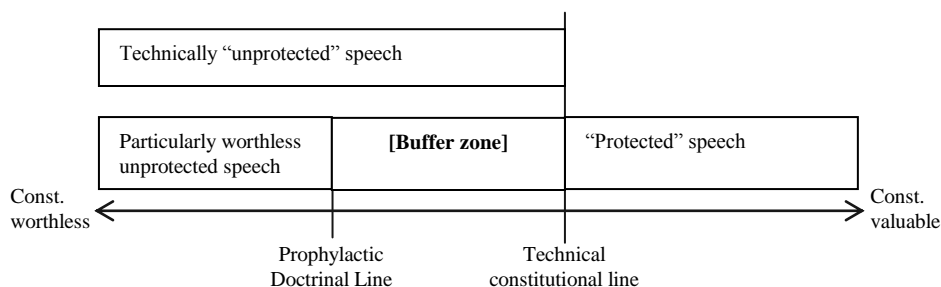 Technically “unprotected” speech
Particularly worthless
unprotected speech
[Buffer zone]
“Protected” speech
Const.
worthless
Const.
valuable
Prophylactic
Doctrinal Line
Technical
constitutional line